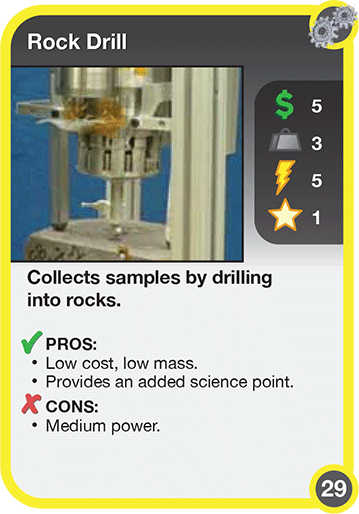 Rock Drill
$ 5
3
5
1
Collects samples by drilling
into rocks.
PROS:
• Low cost, low mass.
• Provides an added science point.
CONS:
• Medium power.
29